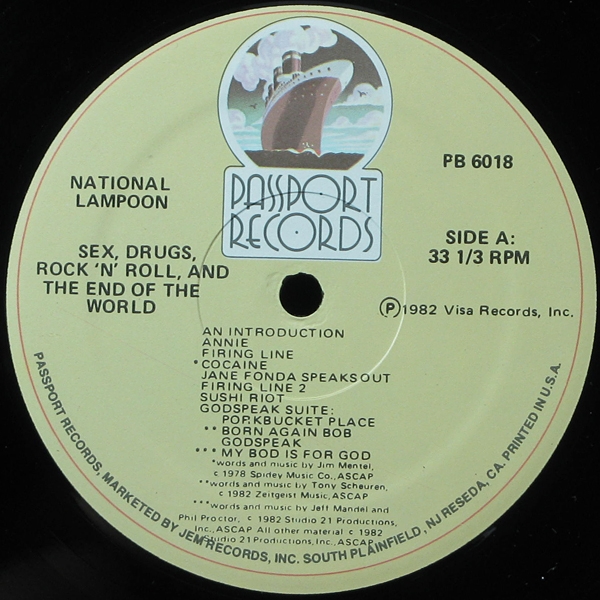 PASSPORT
RECORDS
PB 6018
NATIONAL
LAMPOON
SEX, DRUGS,
ROCK 'N' ROLL, AND
THE END OF THE
WORLD
SIDE A:
33 1/3 RPM
Ⓟ1982 Visa Records, Inc.
AN INTRODUCTION
ANNIE
FIRING LINE
*COCAINE
JANE FONDA SPEAKS OUT
FIRING LINE 2
SUSHI RIOT
GODSPEAK SUITE:
PORKBUCKET PLACE
**BORN AGAIN BOB
GODSPEAK
***MY BOD IS FOR GOD
*words and music by Jim Mentel,
c 1978 Spidey Music Co., ASCAP
**words and music by Tony Scheuren,
c 1982 Zeitgeist Music, ASCAP
***words and music by Jeff Mandel and
Phil Proctor, c 1982 Studio 21 Productions,
Inc., ASCAP All other material c 1982
Studio 21 Productions, Inc., ASCAP
PASSPORT RECORDS, MARKETED BY JEM RECORDS, INC. SOUTH PLAINFIELD, NJ RESEDA, CA. PRINTED IN U.S.A.